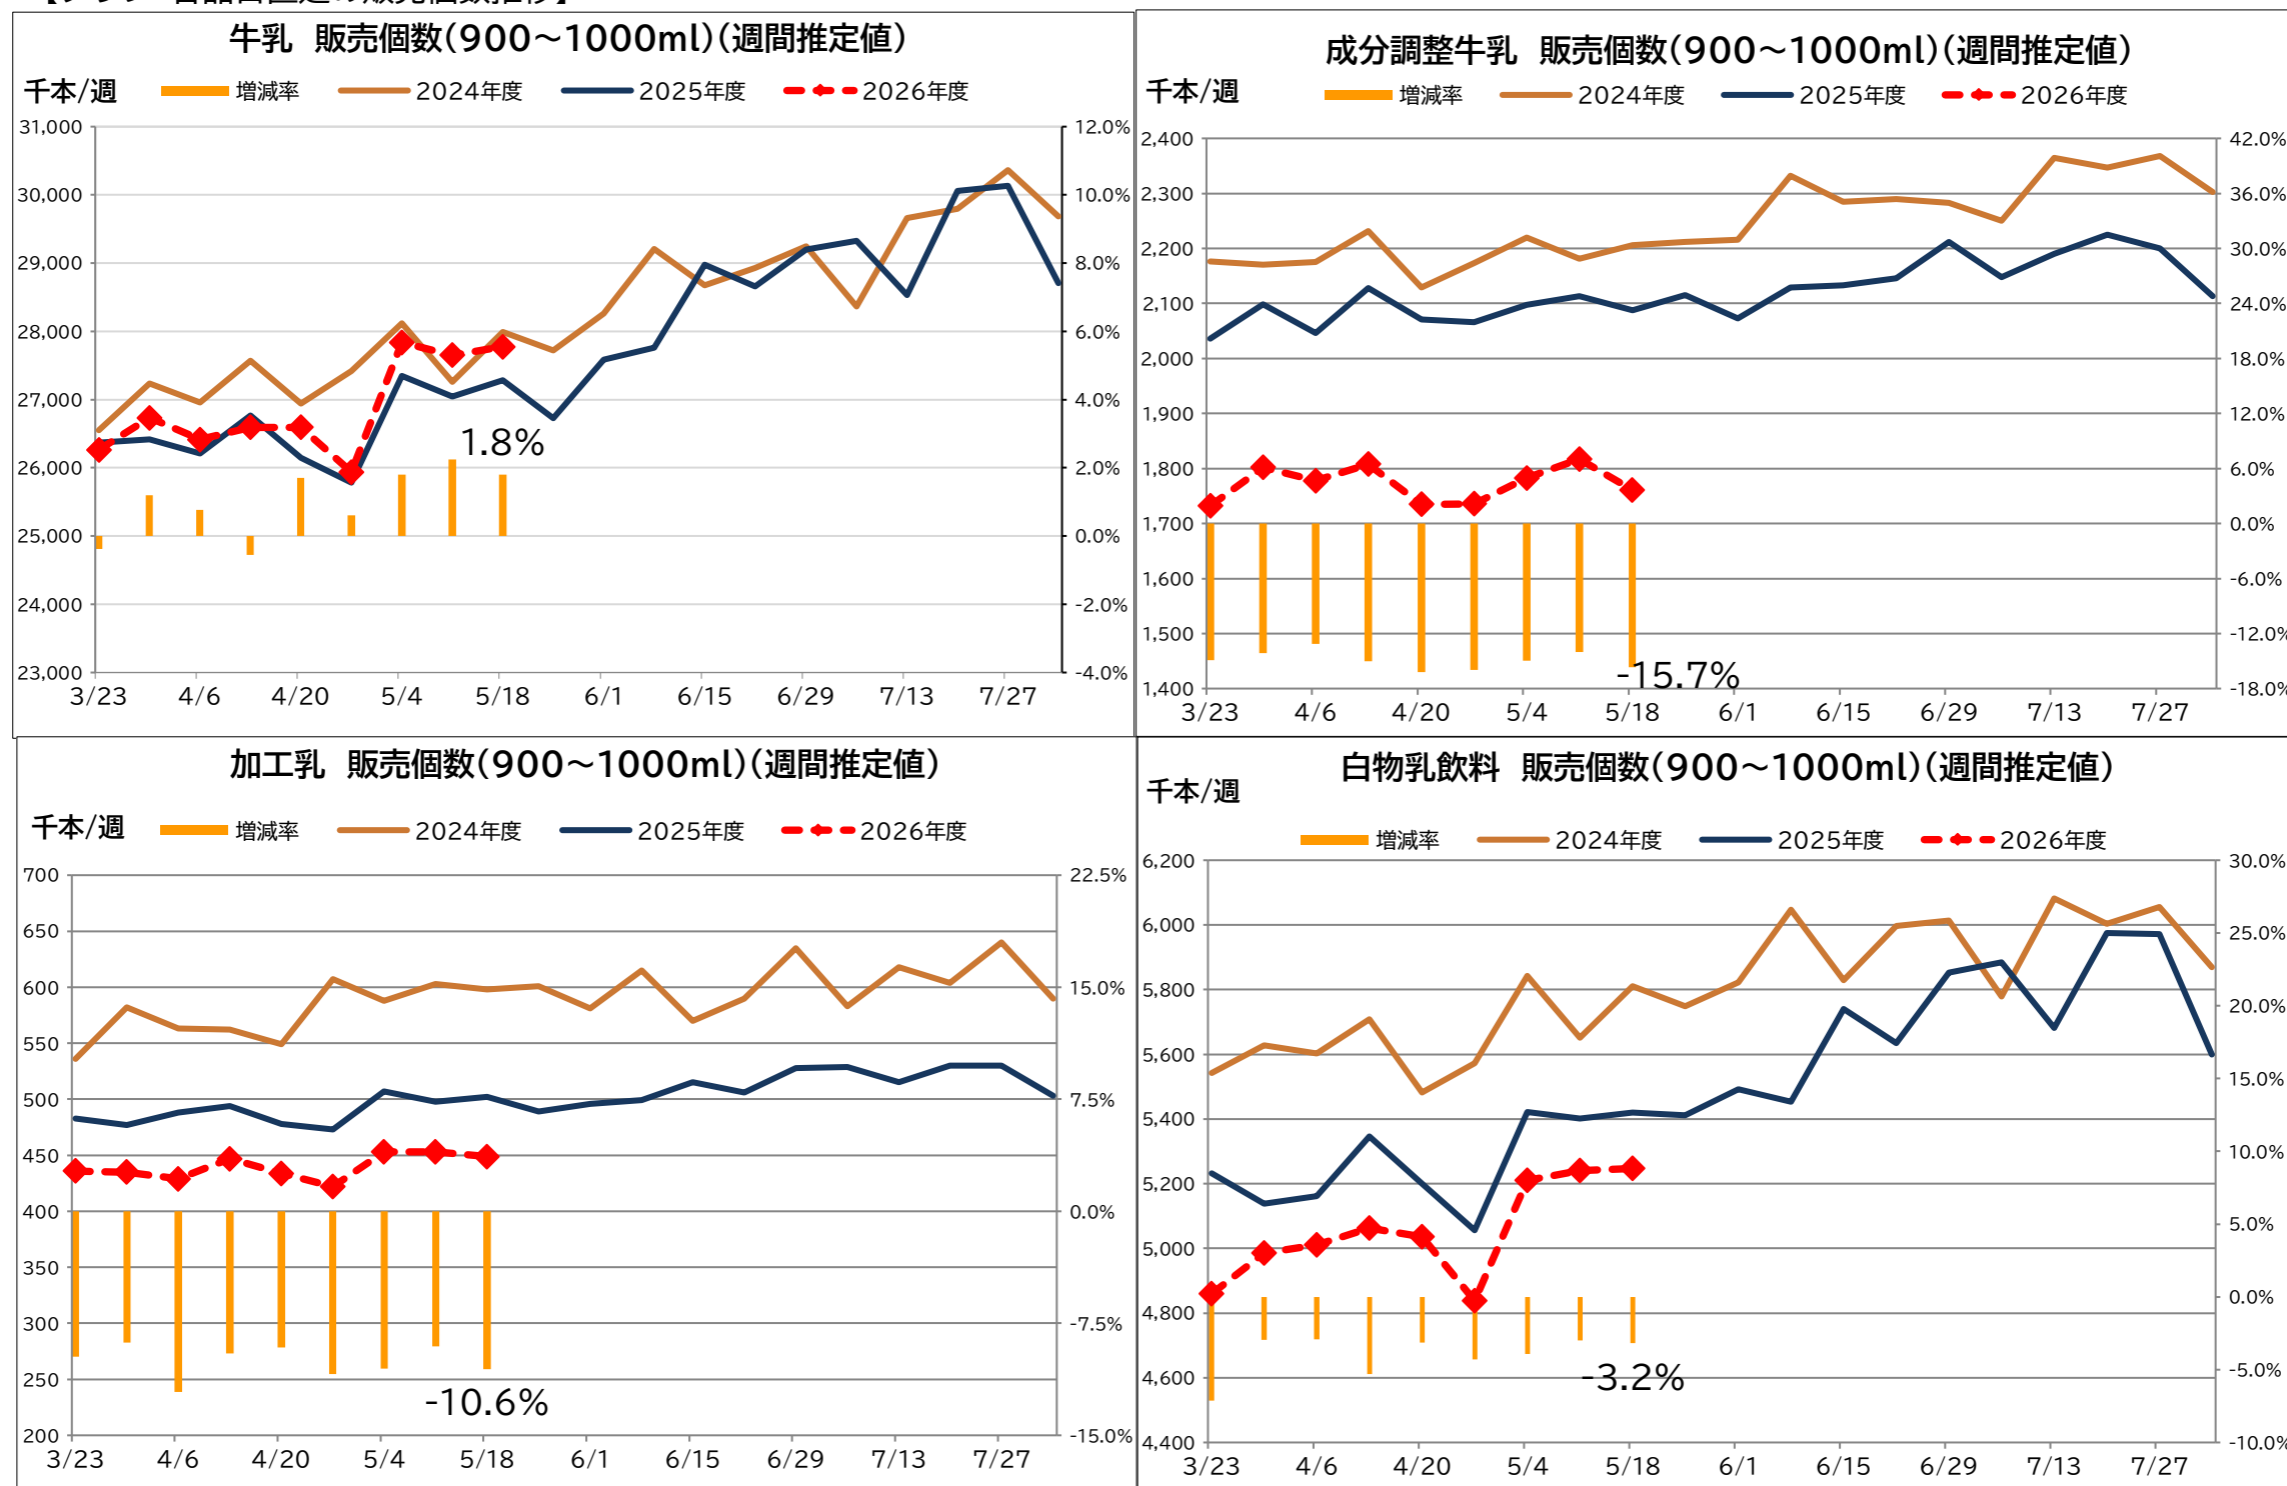 牛乳　販売個数(900～1000ml)(週間推定値)
千本/週
増減率 2024年度 2025年度 2026年度
31,000 12.0%
30,000 10.0%
29,000 8.0%
28,000 6.0%
27,000 4.0%
26,000 2.0%
25,000 0.0%
24,000 -2.0%
23,000 -4.0%
1.8%
3/23 4/6 4/20 5/4 5/18 6/1 6/15 6/29 7/13 7/27
成分調整牛乳　販売個数(900～1000ml)(週間推定値)
千本/週
増減率 2024年度 2025年度 2026年度
2,400 42.0%
2,300 36.0%
2,200 30.0%
2,100 24.0%
2,000 18.0%
1,900 12.0%
1,800 6.0%
1,700 0.0%
1,600 -6.0%
1,500 -12.0%
1,400 -18.0%
-15.7%
3/23 4/6 4/20 5/4 5/18 6/1 6/15 6/29 7/13 7/27
加工乳　販売個数(900～1000ml)(週間推定値)
千本/週
増減率 2024年度 2025年度 2026年度
700 22.5%
650
600 15.0%
550
500 7.5%
450
400 0.0%
350
300 -7.5%
250
200 -15.0%
-10.6%
3/23 4/6 4/20 5/4 5/18 6/1 6/15 6/29 7/13 7/27
白物乳飲料　販売個数(900～1000ml)(週間推定値)
千本/週
増減率 2024年度 2025年度 2026年度
6,200 30.0%
6,000 25.0%
5,800 20.0%
5,600 15.0%
5,400
5,200 10.0%
5,000 5.0%
4,800 0.0%
4,600 -5.0%
4,400 -10.0%
-3.2%
3/23 4/6 4/20 5/4 5/18 6/1 6/15 6/29 7/13 7/27